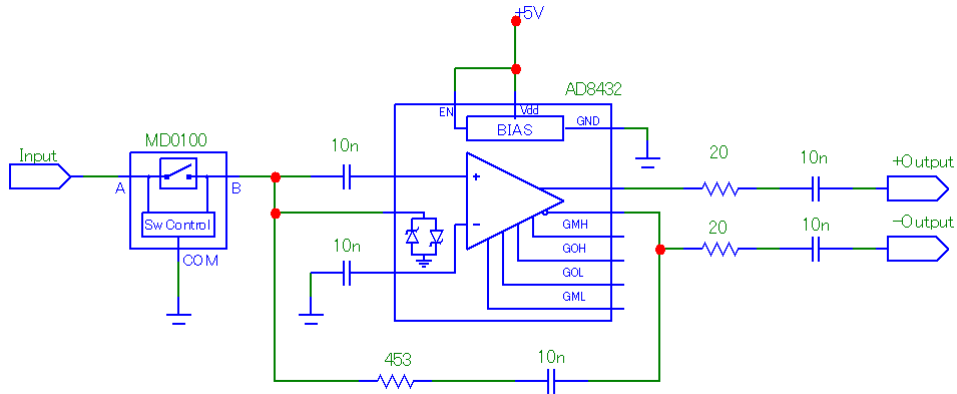 +5V
AD8432
EN
Vdd
GND
BIAS
MD0100
Input
A
B
Sw Control
COM
10n
+
−
10n
20
10n
+Output
20
10n
−Output
GMH
GOH
GOL
GML
453
10n